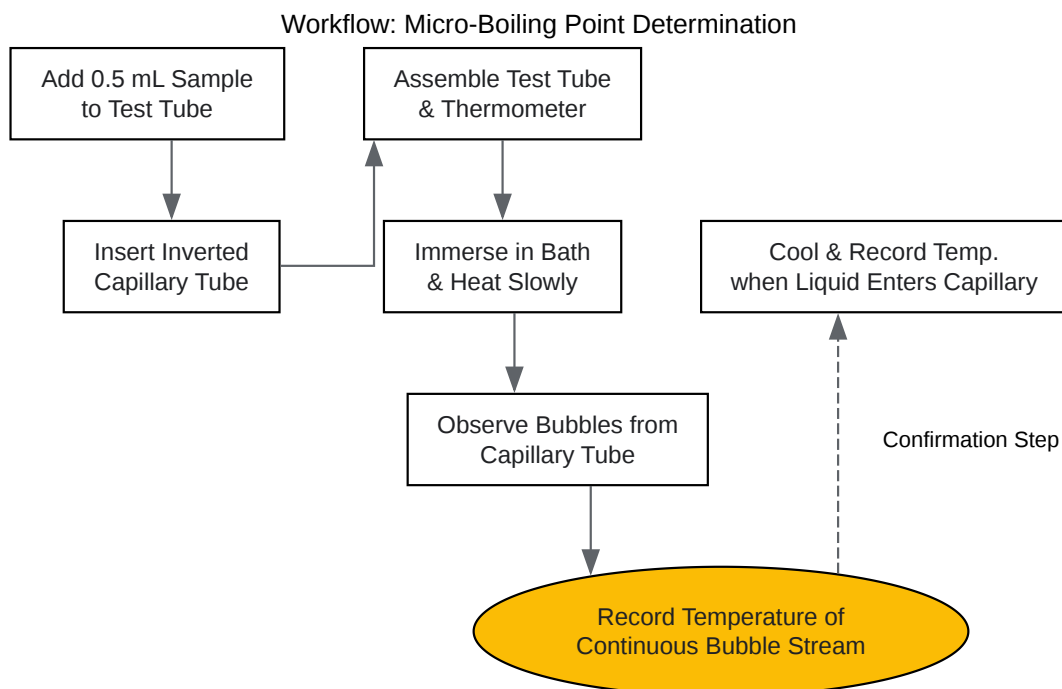 Workflow: Micro-Boiling Point Determination
Add 0.5 mL Sample
to Test Tube
Insert Inverted
Capillary Tube
Assemble Test Tube
& Thermometer
Immerse in Bath
& Heat Slowly
Observe Bubbles from
Capillary Tube
Record Temperature of
Continuous Bubble Stream
Confirmation Step
Cool & Record Temp.
when Liquid Enters Capillary